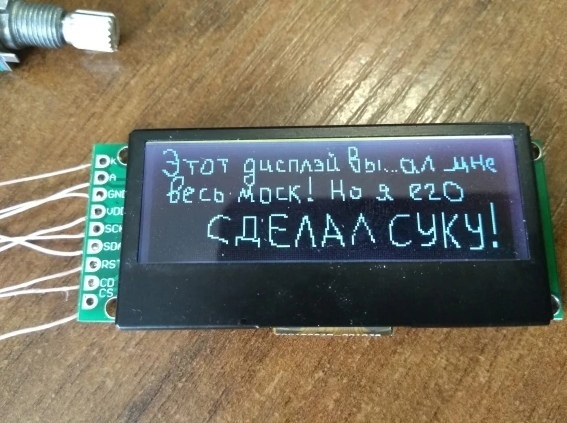 Этот дисплэй вы...ал мне
весь моск! Но я его
СДЕЛАЛ СУКУ!
K
A
GND
VDD
SCK
SDA
RST
CD
CS